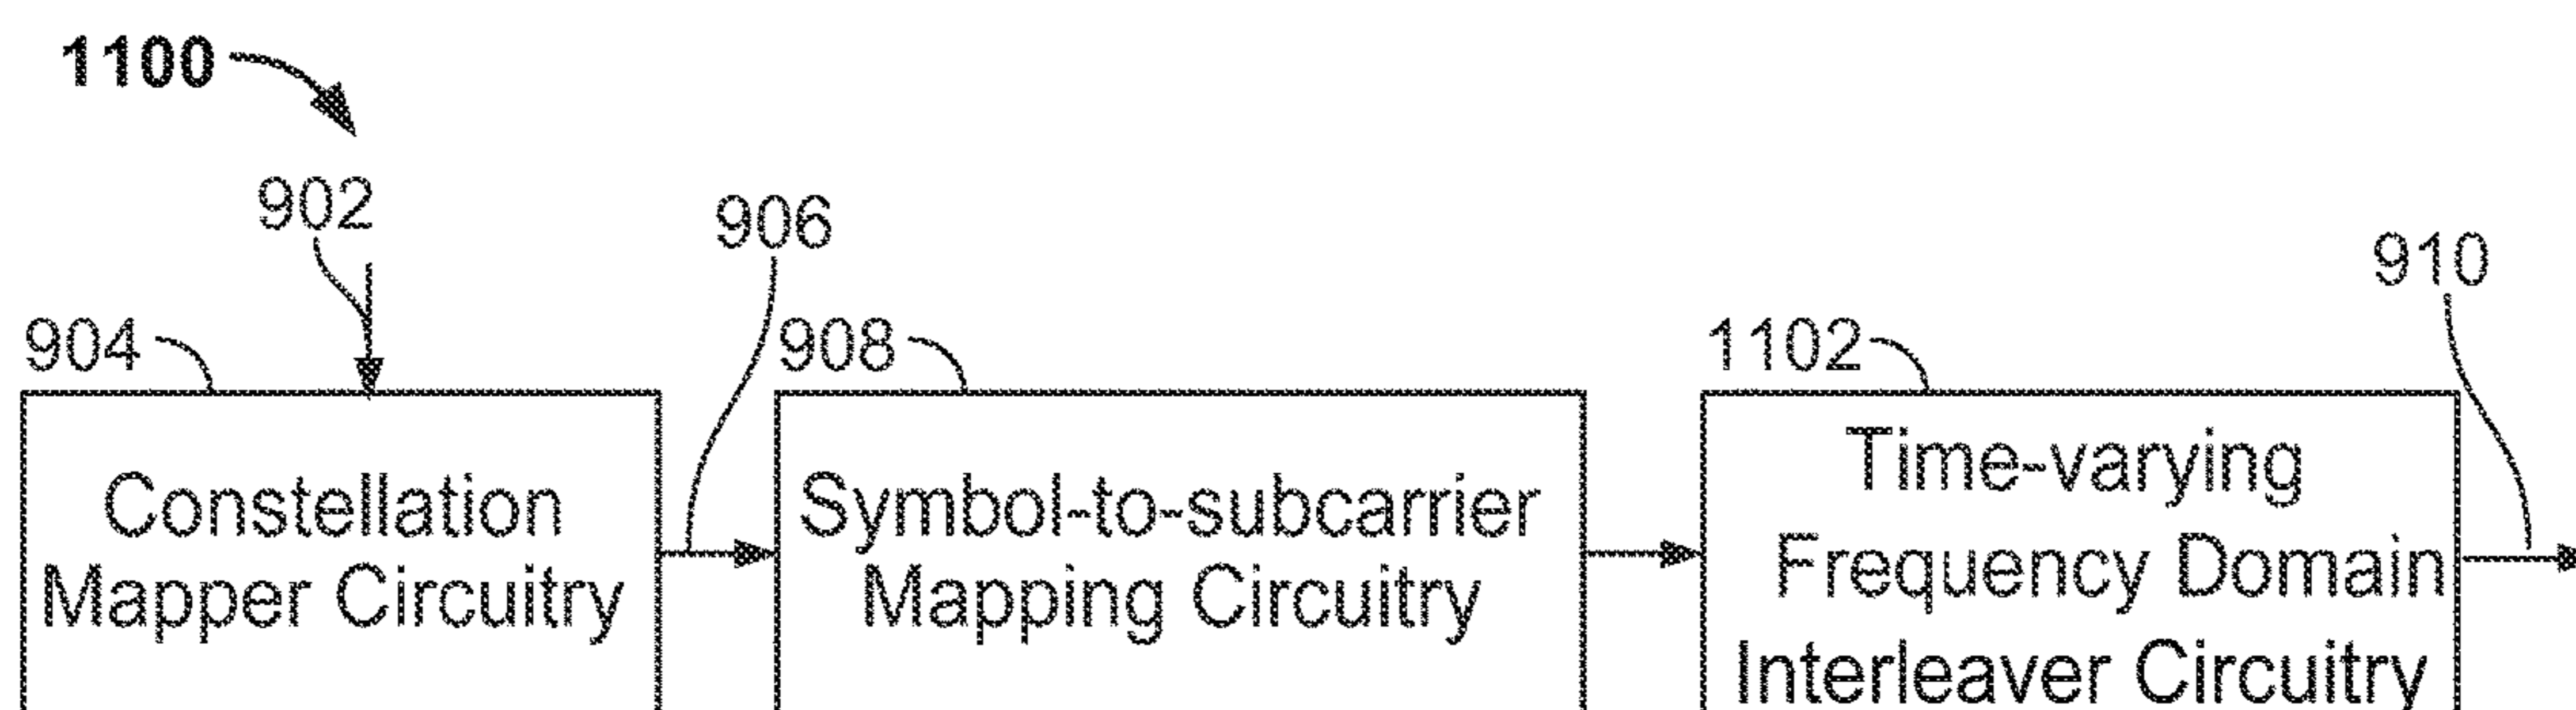 1100
902
906
910
904
908
1102
Constellation
Mapper Circuitry
Symbol-to-subcarrier
Mapping Circuitry
Time-varying
Frequency Domain
Interleaver Circuitry